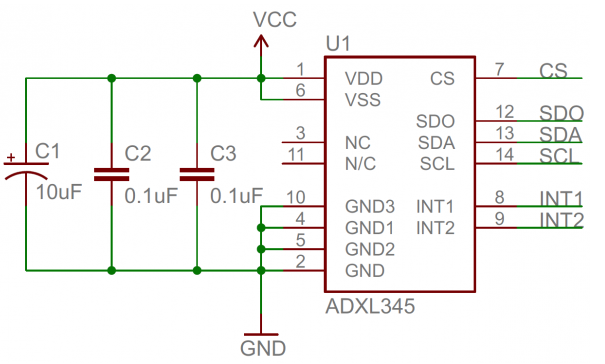 VCC
U1
1 VDD CS 7 CS
6 VSS
SDO 12 SDO
3 NC SDA 13 SDA
11 N/C SCL 14 SCL
+ C1 C2 C3
10uF 0.1uF 0.1uF
10 GND3 INT1 8 INT1
4 GND1 INT2 9 INT2
5 GND2
2 GND
ADXL345
GND